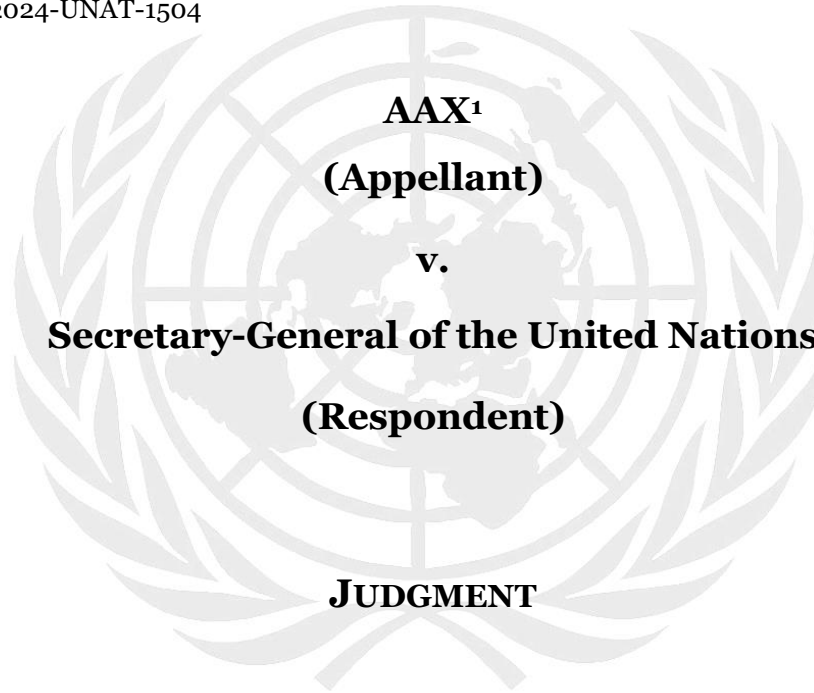 2024-UNAT-1504
AAX¹
(Appellant)
v.
Secretary-General of the United Nations
(Respondent)
JUDGMENT